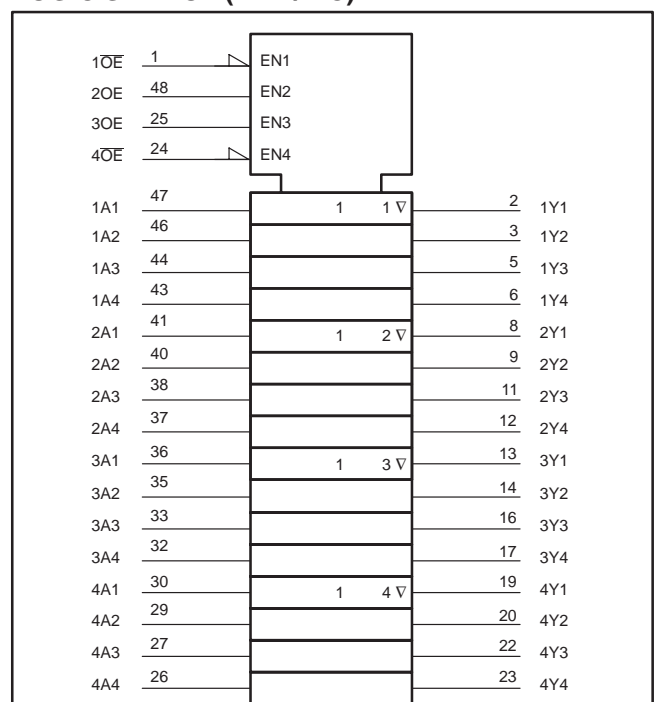 1O̅E̅ 1 EN1
2OE 48 EN2
3OE 25 EN3
4O̅E̅ 24 EN4
1A1 47 1 1 ∇ 2 1Y1
1A2 46 3 1Y2
1A3 44 5 1Y3
1A4 43 6 1Y4
2A1 41 1 2 ∇ 8 2Y1
2A2 40 9 2Y2
2A3 38 11 2Y3
2A4 37 12 2Y4
3A1 36 1 3 ∇ 13 3Y1
3A2 35 14 3Y2
3A3 33 16 3Y3
3A4 32 17 3Y4
4A1 30 1 4 ∇ 19 4Y1
4A2 29 20 4Y2
4A3 27 22 4Y3
4A4 26 23 4Y4